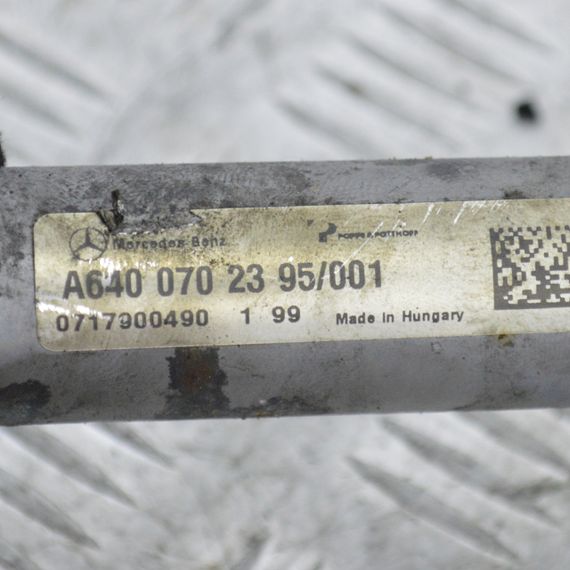 Mercedes Benz POPPE & POTTHOFF
A640 070 23 95/001
0717900490 1 99 Made in Hungary